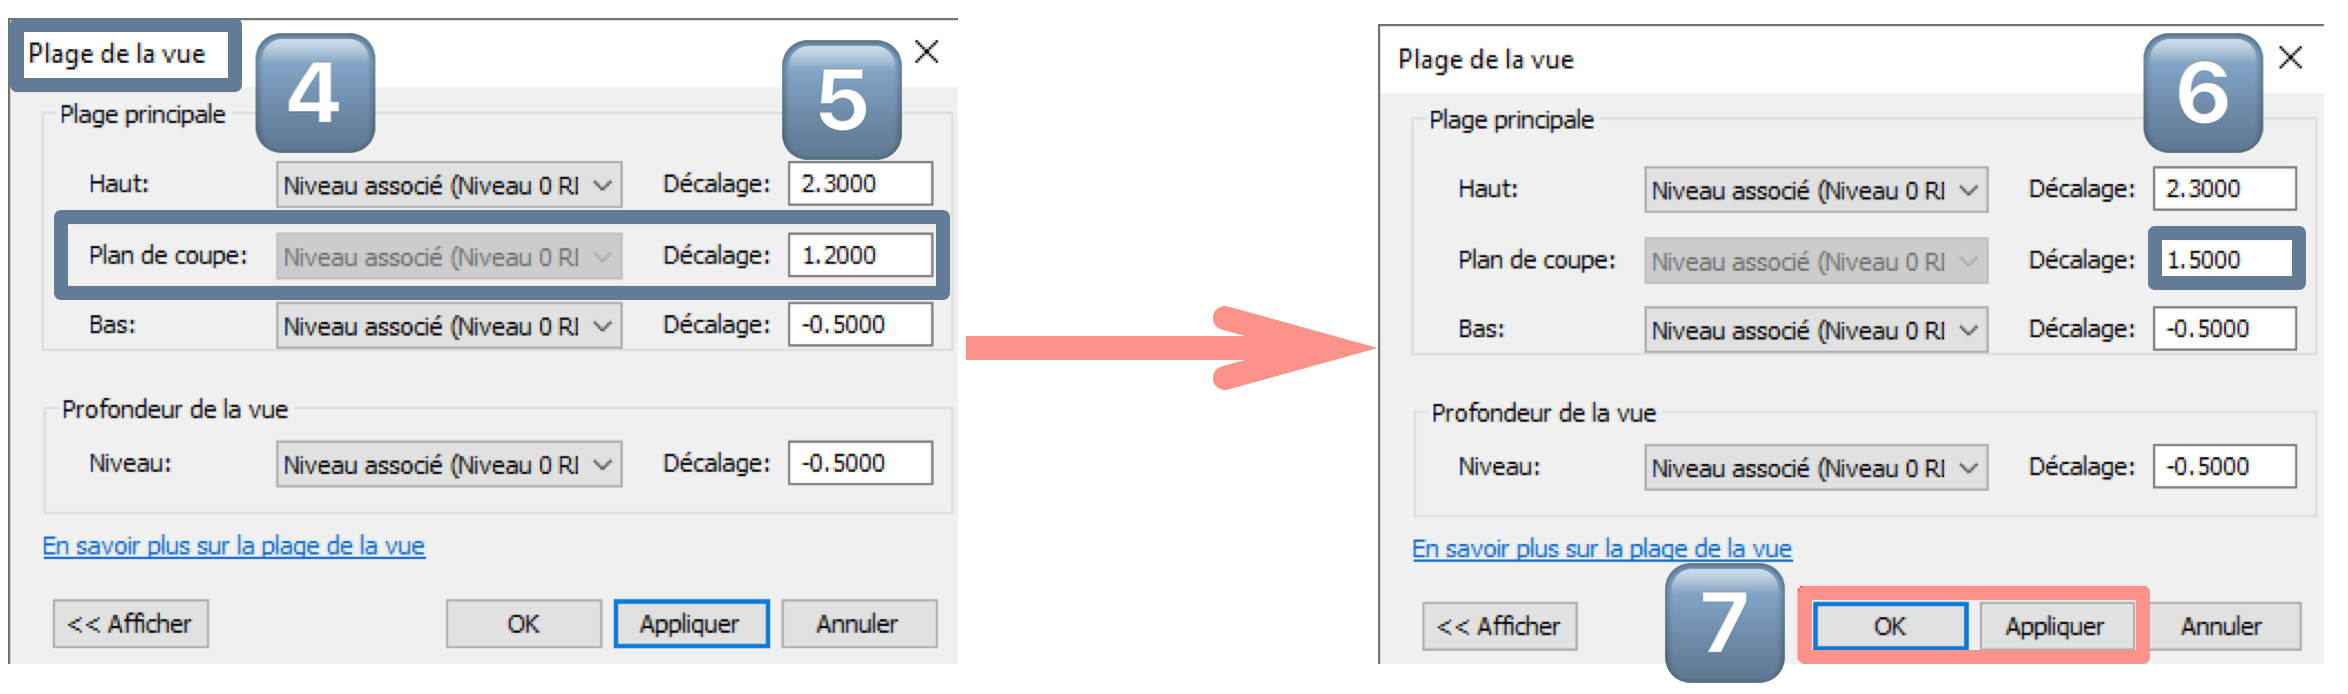 Plage de la vue
4
5
Plage principale
Haut: Niveau associé (Niveau 0 RI Décalage: 2.3000
Plan de coupe: Niveau associé (Niveau 0 RI Décalage: 1.2000
Bas: Niveau associé (Niveau 0 RI Décalage: -0.5000
Profondeur de la vue
Niveau: Niveau associé (Niveau 0 RI Décalage: -0.5000
En savoir plus sur la plage de la vue
<< Afficher OK Appliquer Annuler
Plage de la vue
6
Plage principale
Haut: Niveau associé (Niveau 0 RI Décalage: 2.3000
Plan de coupe: Niveau associé (Niveau 0 RI Décalage: 1.5000
Bas: Niveau associé (Niveau 0 RI Décalage: -0.5000
Profondeur de la vue
Niveau: Niveau associé (Niveau 0 RI Décalage: -0.5000
En savoir plus sur la plage de la vue
<< Afficher 7 OK Appliquer Annuler